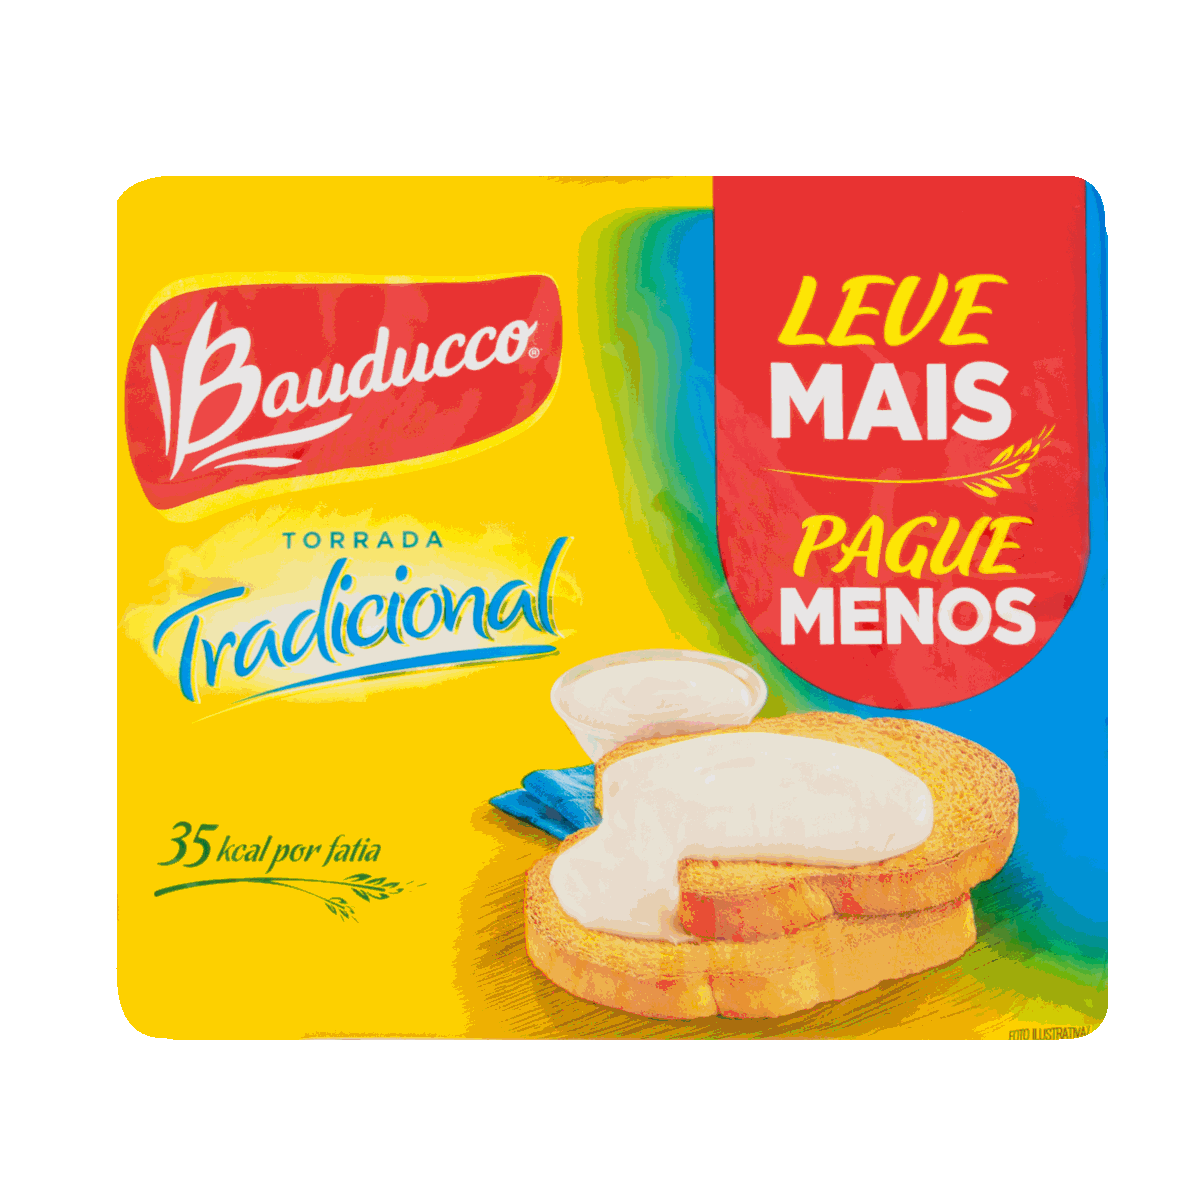 Bauducco®
TORRADA
Tradicional
35 kcal por fatia
LEVE
MAIS
PAGUE
MENOS
FOTO ILUSTRATIVA